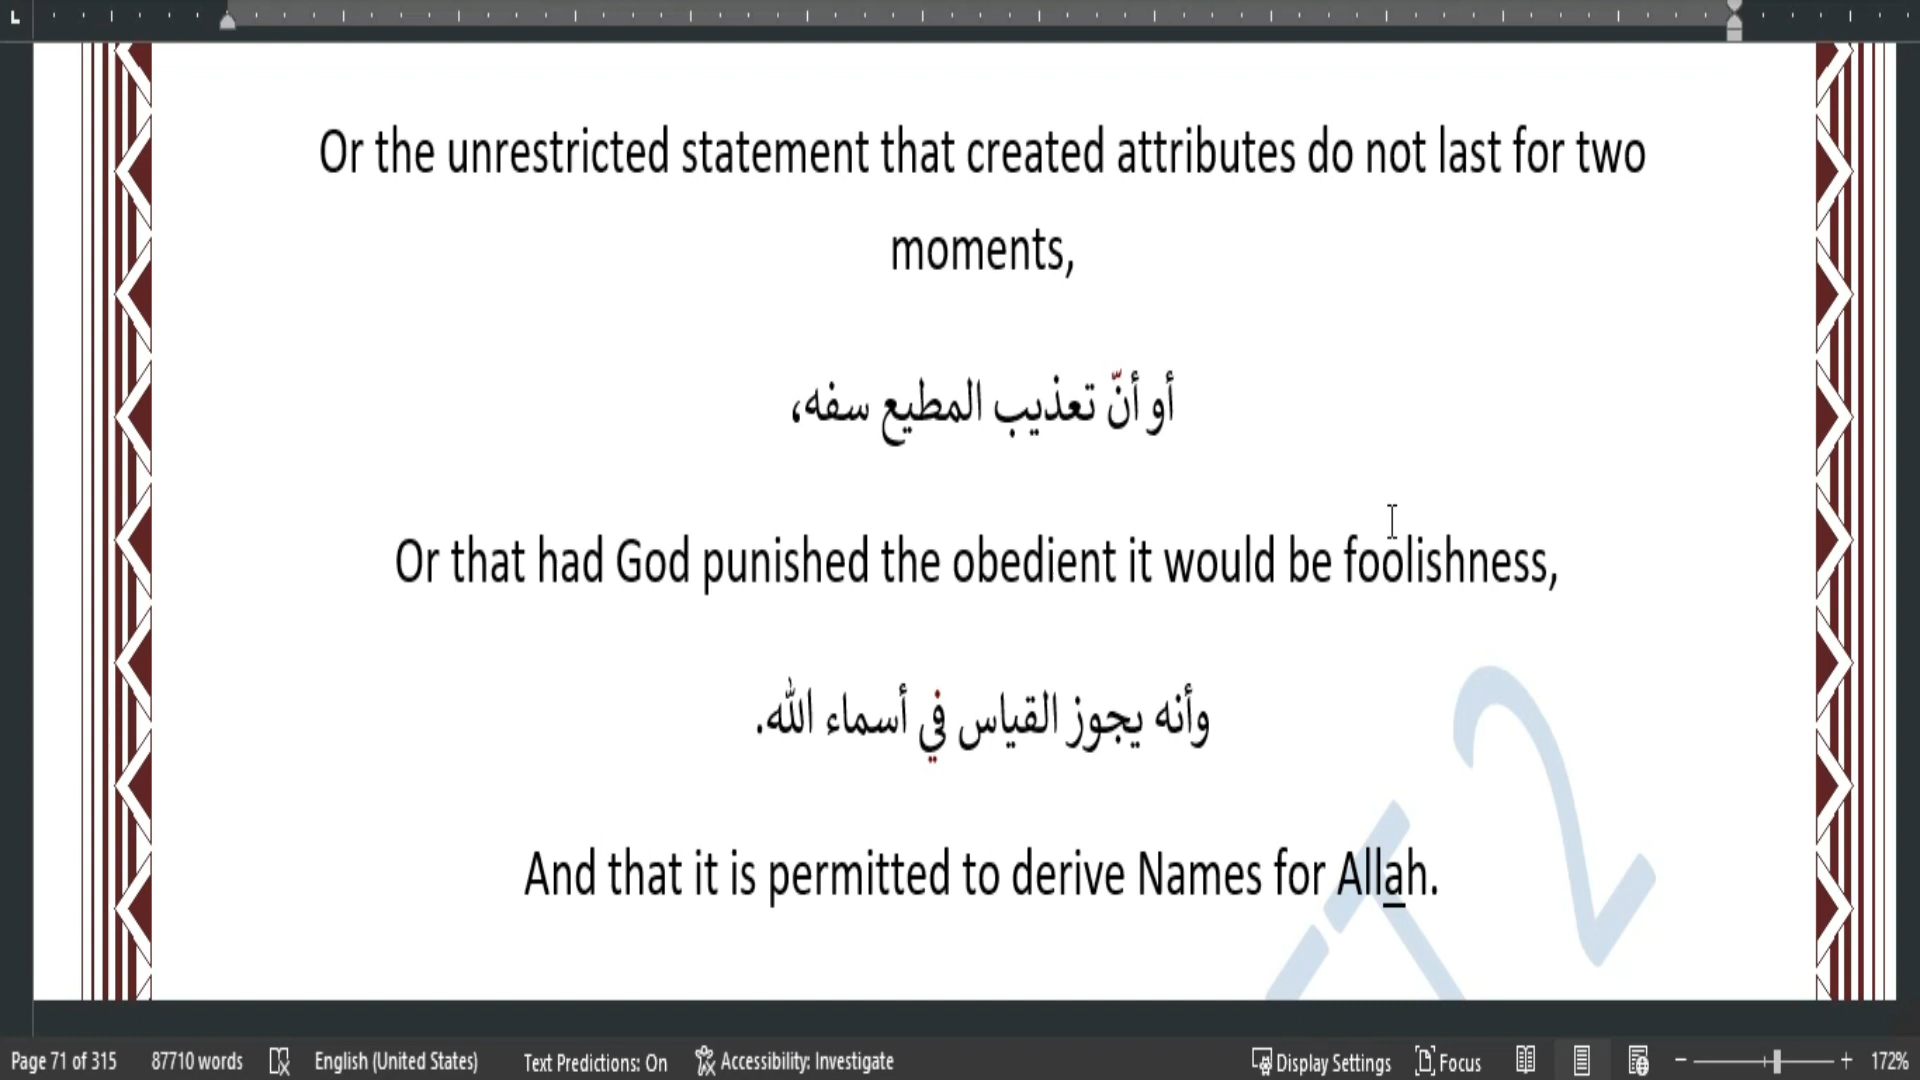 L
Or the unrestricted statement that created attributes do not last for two
moments,
أو أنّ تعذيب المطيع سفه،
Or that had God punished the obedient it would be foolishness,
وأنه يجوز القياس في أسماء الله.
And that it is permitted to derive Names for Allah.
T 2
Page 71 of 315 87710 words English (United States) Text Predictions: On Accessibility: Investigate Display Settings Focus 172%